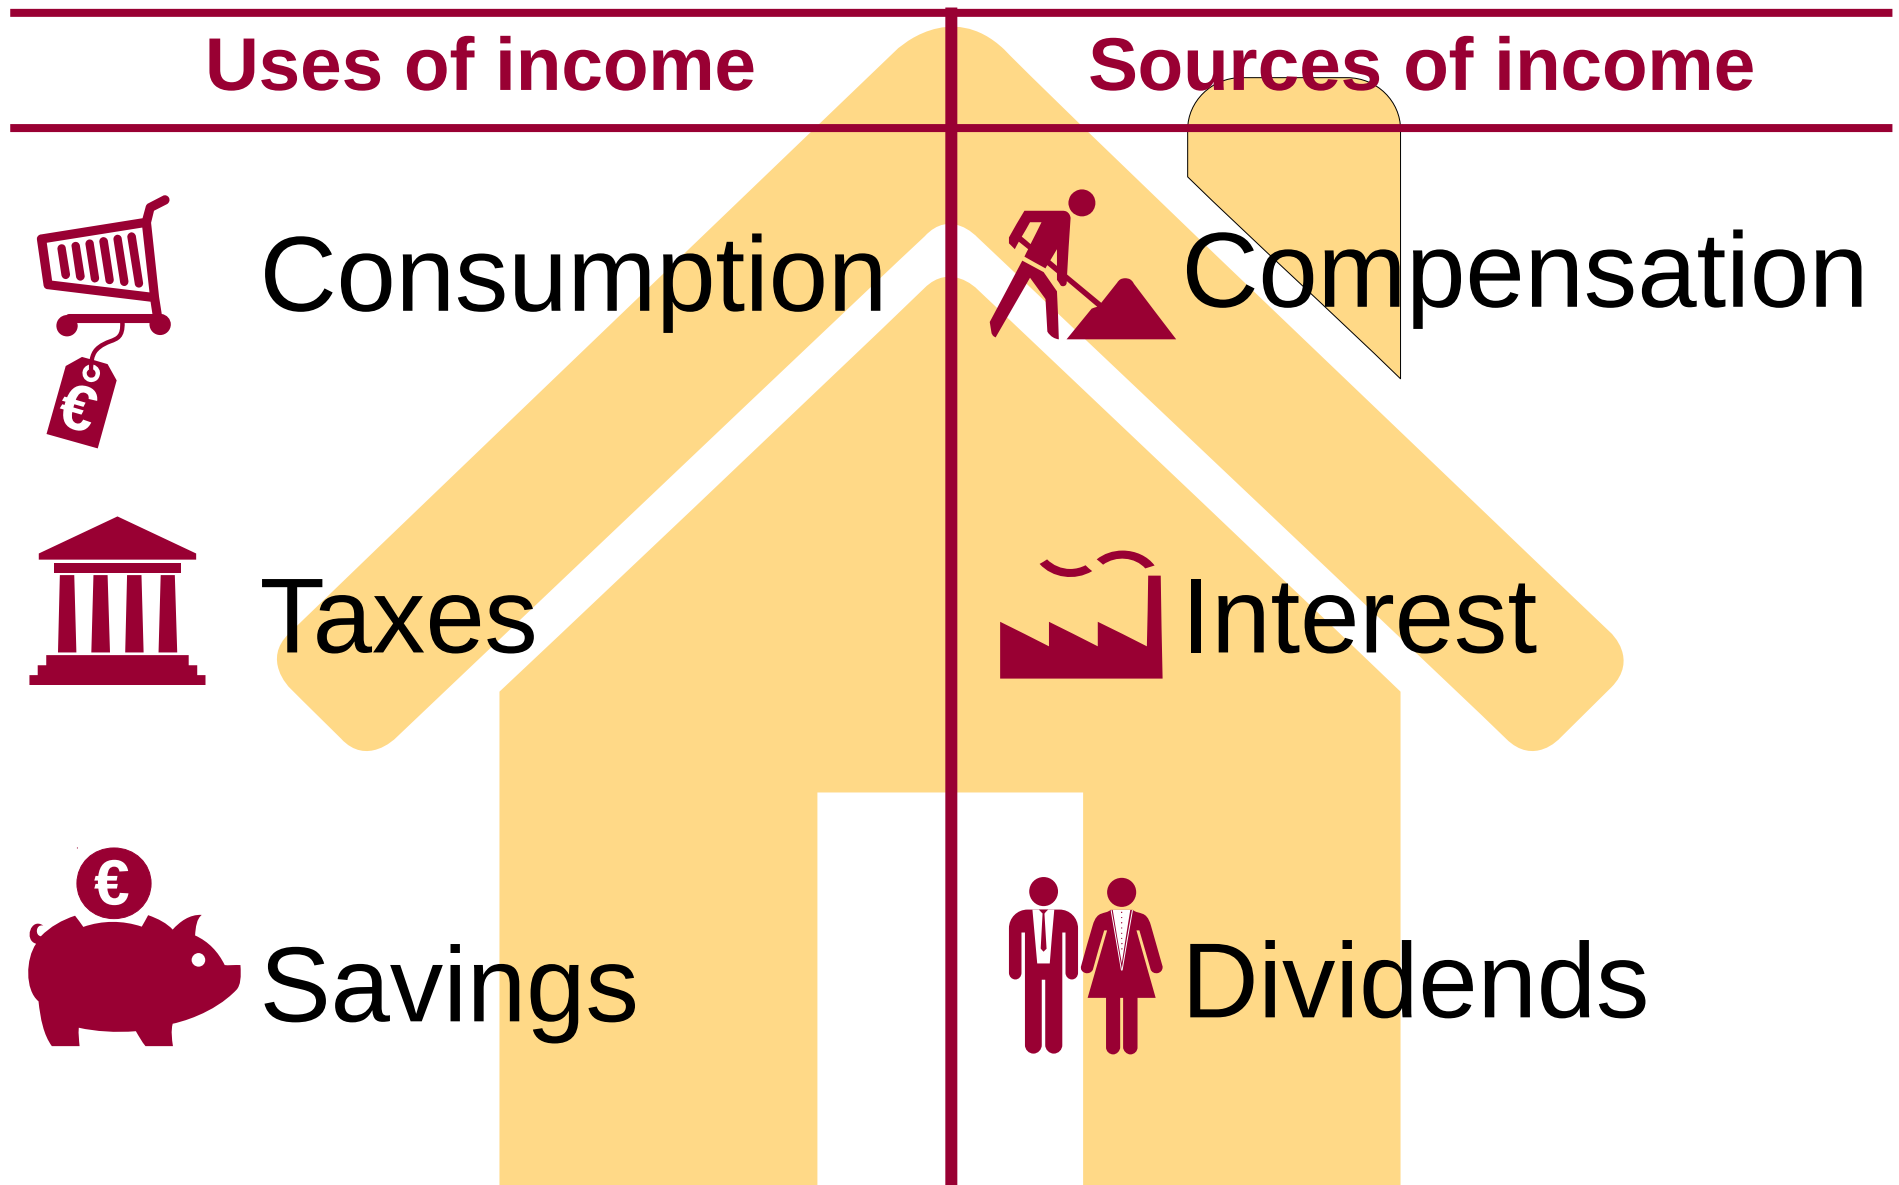 Uses of income
Sources of income
Consumption
Compensation
€
Taxes
Interest
€
Savings
Dividends